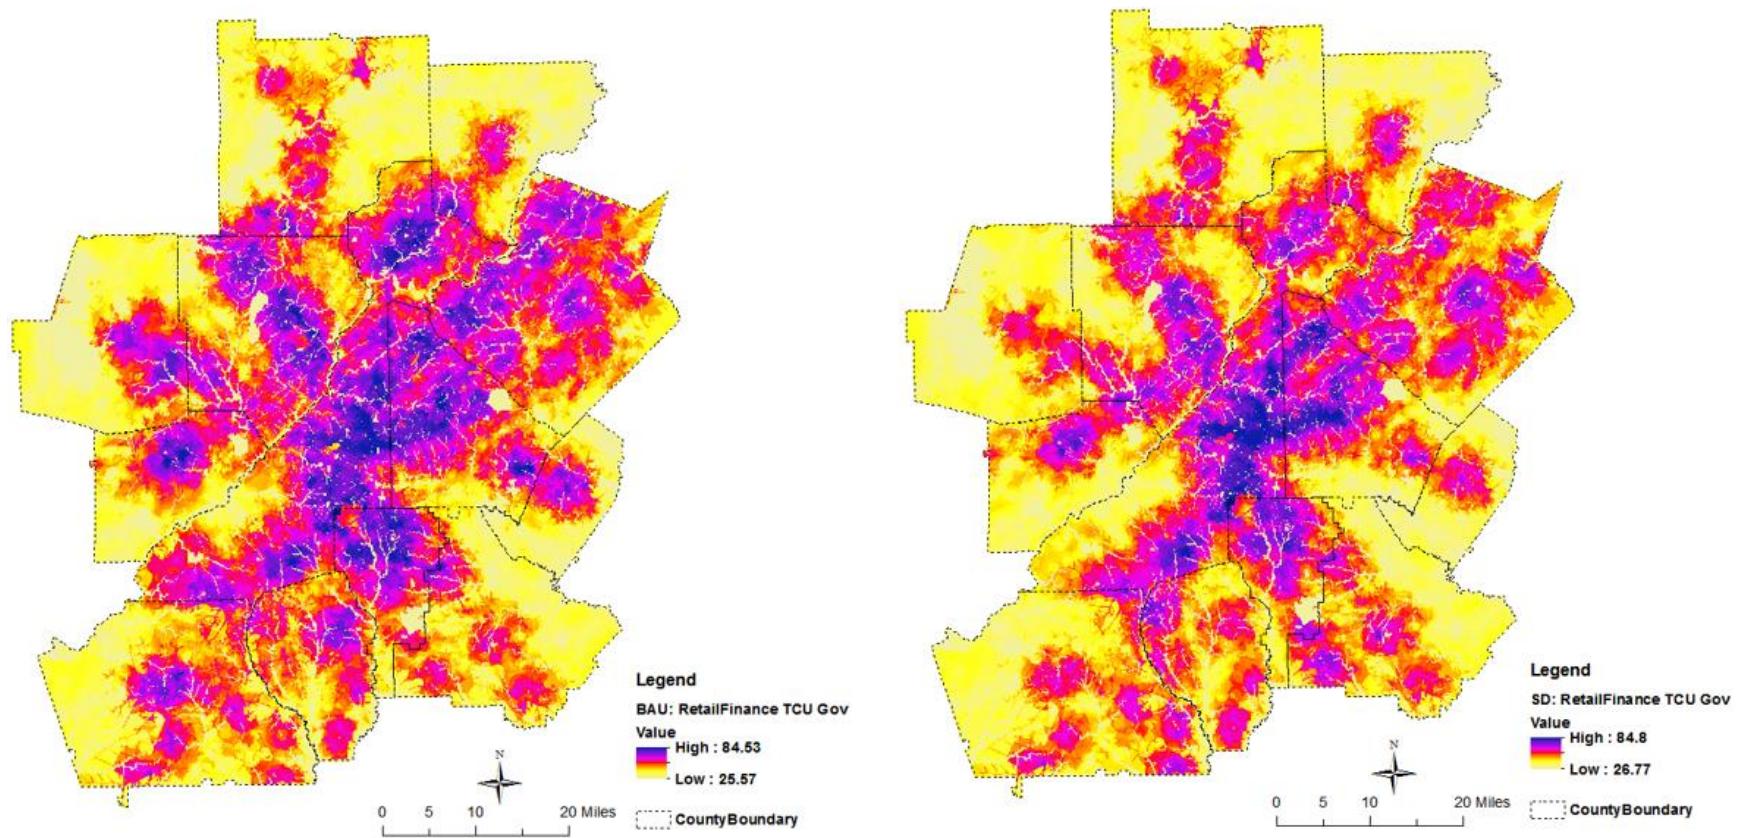 Legend
BAU: RetailFinance TCU Gov
Value
High : 84.53
Low : 25.57
N
0 5 10 20 Miles
CountyBoundary
Legend
SD: RetailFinance TCU Gov
Value
High : 84.8
Low : 26.77
N
0 5 10 20 Miles
CountyBoundary